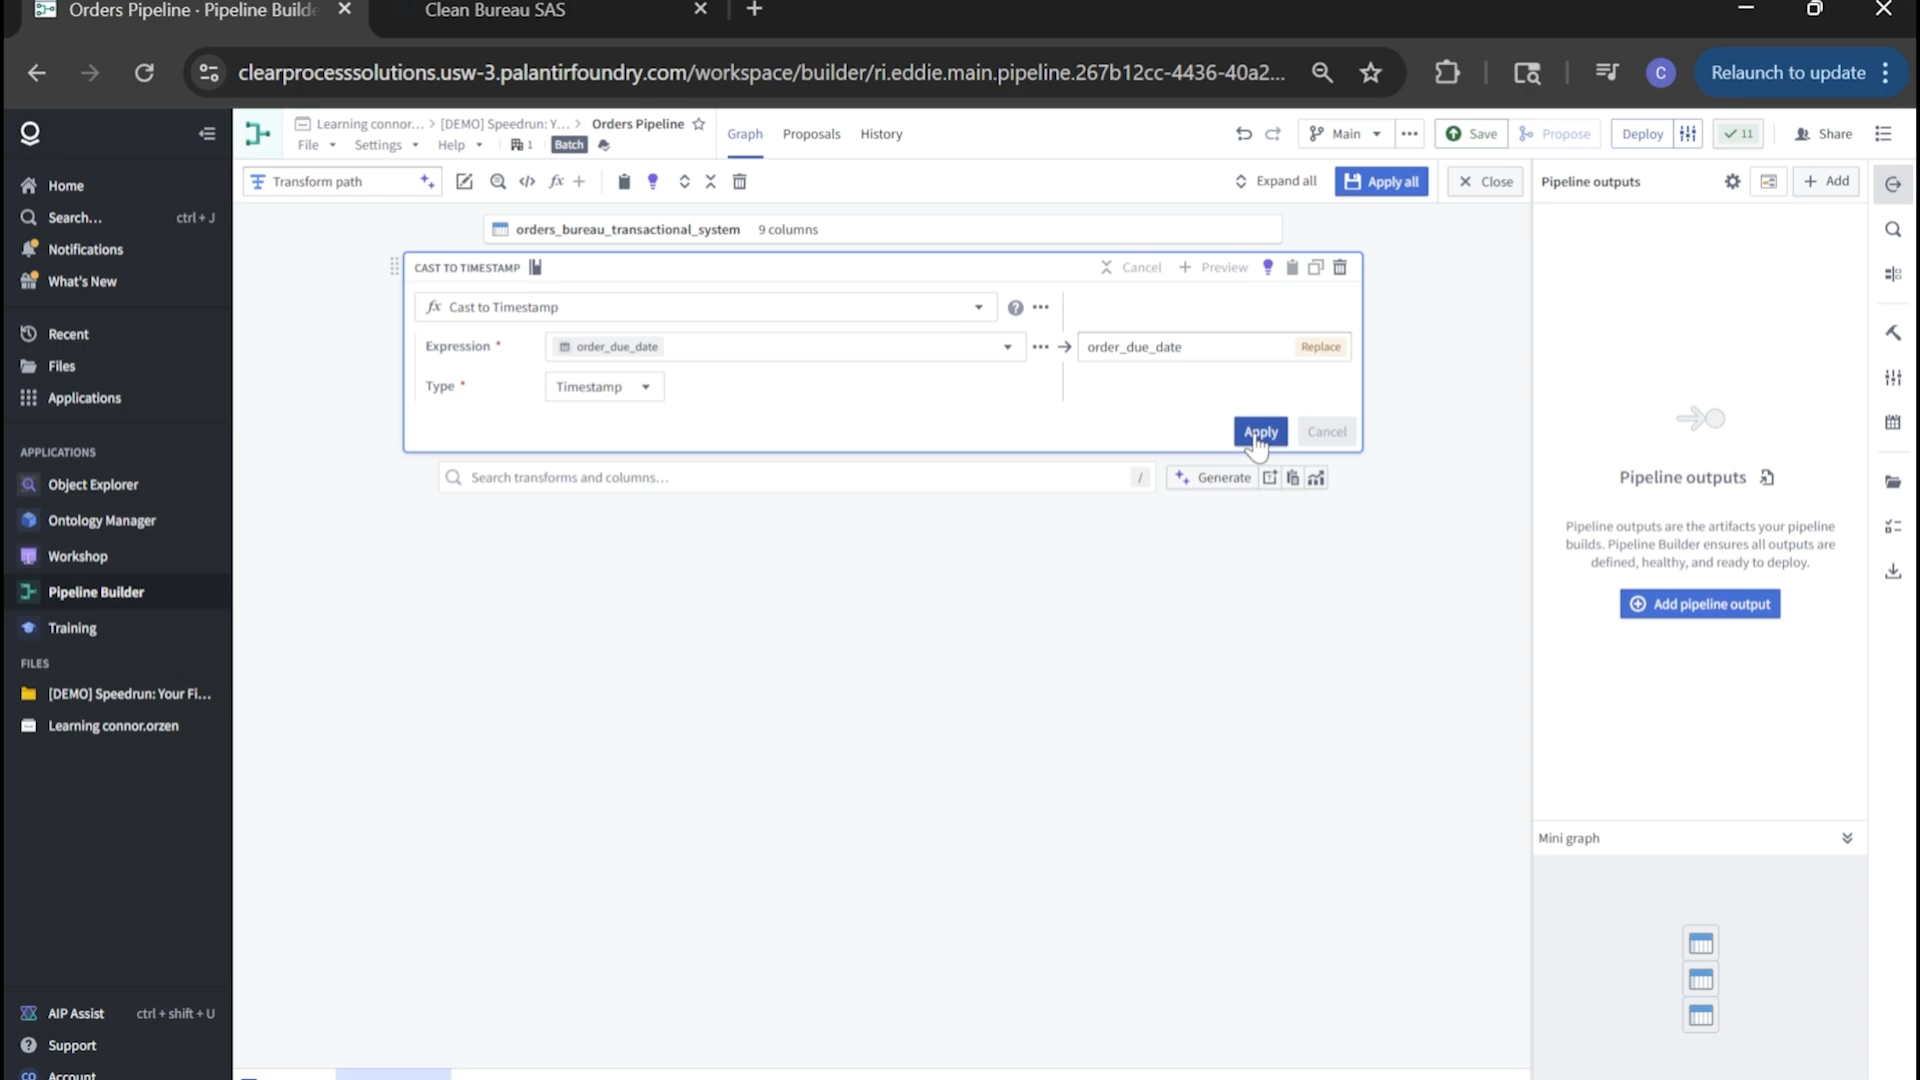 Orders Pipeline · Pipeline Builde
Clean Bureau SAS
clearprocesssolutions.usw-3.palantirfoundry.com/workspace/builder/ri.eddie.main.pipeline.267b12cc-4436-40a2...
C
Relaunch to update
Learning connor... > [DEMO] Speedrun: Y... > Orders Pipeline
File Settings Help 1 Batch
Graph Proposals History
Main
Save
Propose
Deploy
11
Share
Transform path
Expand all
Apply all
Close
Pipeline outputs
Add
Home
Search... ctrl+J
Notifications
What's New
Recent
Files
Applications
APPLICATIONS
Object Explorer
Ontology Manager
Workshop
Pipeline Builder
Training
FILES
[DEMO] Speedrun: Your Fi...
Learning connor.orzen
AIP Assist ctrl + shift + U
Support
CO Account
orders_bureau_transactional_system 9 columns
CAST TO TIMESTAMP
Cancel + Preview
fx Cast to Timestamp
Expression * order_due_date
order_due_date Replace
Type * Timestamp
Apply Cancel
Search transforms and columns... /
Generate
Pipeline outputs
Pipeline outputs are the artifacts your pipeline
builds. Pipeline Builder ensures all outputs are
defined, healthy, and ready to deploy.
Add pipeline output
Mini graph